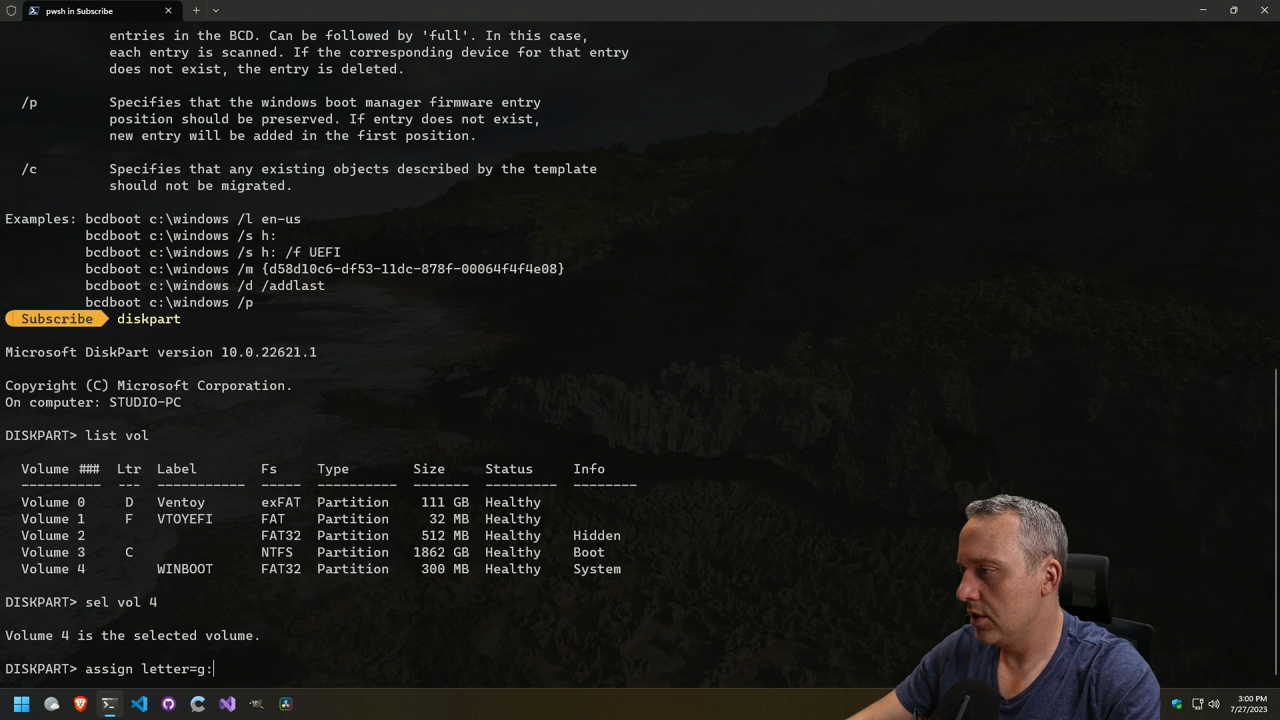 pwsh in Subscribe
entries in the BCD. Can be followed by 'full'. In this case,
each entry is scanned. If the corresponding device for that entry
does not exist, the entry is deleted.
/p Specifies that the windows boot manager firmware entry
position should be preserved. If entry does not exist,
new entry will be added in the first position.
/c Specifies that any existing objects described by the template
should not be migrated.
Examples: bcdboot c:\windows /l en-us
bcdboot c:\windows /s h:
bcdboot c:\windows /s h: /f UEFI
bcdboot c:\windows /m {d58d10c6-df53-11dc-878f-00064f4f4e08}
bcdboot c:\windows /d /addlast
bcdboot c:\windows /p
Subscribe diskpart
Microsoft DiskPart version 10.0.22621.1
Copyright (C) Microsoft Corporation.
On computer: STUDIO-PC
DISKPART> list vol
Volume ### Ltr Label Fs Type Size Status Info
---------- --- ----------- ----- ---------- ------- --------- --------
Volume 0 D Ventoy exFAT Partition 111 GB Healthy
Volume 1 F VTOYEFI FAT Partition 32 MB Healthy
Volume 2 FAT32 Partition 512 MB Healthy Hidden
Volume 3 C NTFS Partition 1862 GB Healthy Boot
Volume 4 WINBOOT FAT32 Partition 300 MB Healthy System
DISKPART> sel vol 4
Volume 4 is the selected volume.
DISKPART> assign letter=g:
3:00 PM
7/27/2023